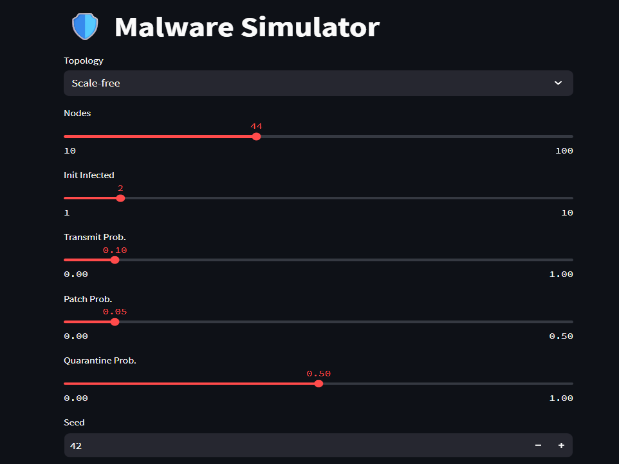 Malware Simulator
Topology
Scale-free
Nodes
44
10 100
Init Infected
2
1 10
Transmit Prob.
0.10
0.00 1.00
Patch Prob.
0.05
0.00 0.50
Quarantine Prob.
0.50
0.00 1.00
Seed
42 − +